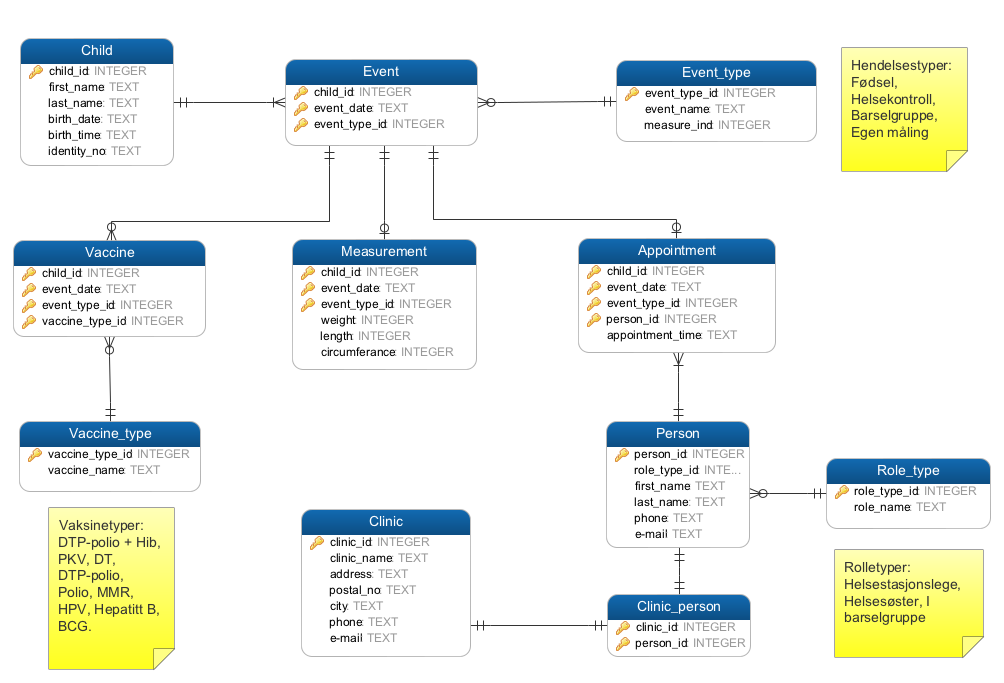 Child
child_id: INTEGER
first_name: TEXT
last_name: TEXT
birth_date: TEXT
birth_time: TEXT
identity_no: TEXT
Event
child_id: INTEGER
event_date: TEXT
event_type_id: INTEGER
Event_type
event_type_id: INTEGER
event_name: TEXT
measure_ind: INTEGER
Hendelsestyper:
Fødsel,
Helsekontroll,
Barselgruppe,
Egen måling
Vaccine
child_id: INTEGER
event_date: TEXT
event_type_id: INTEGER
vaccine_type_id: INTEGER
Measurement
child_id: INTEGER
event_date: TEXT
event_type_id: INTEGER
weight: INTEGER
length: INTEGER
circumferance: INTEGER
Appointment
child_id: INTEGER
event_date: TEXT
event_type_id: INTEGER
person_id: INTEGER
appointment_time: TEXT
Vaccine_type
vaccine_type_id: INTEGER
vaccine_name: TEXT
Person
person_id: INTEGER
role_type_id: INTE...
first_name: TEXT
last_name: TEXT
phone: TEXT
e-mail: TEXT
Role_type
role_type_id: INTEGER
role_name: TEXT
Vaksinetyper:
DTP-polio + Hib,
PKV, DT,
DTP-polio,
Polio, MMR,
HPV, Hepatitt B,
BCG.
Clinic
clinic_id: INTEGER
clinic_name: TEXT
address: TEXT
postal_no: TEXT
city: TEXT
phone: TEXT
e-mail: TEXT
Clinic_person
clinic_id: INTEGER
person_id: INTEGER
Rolletyper:
Helsestasjonslege,
Helsesøster, I
barselgruppe